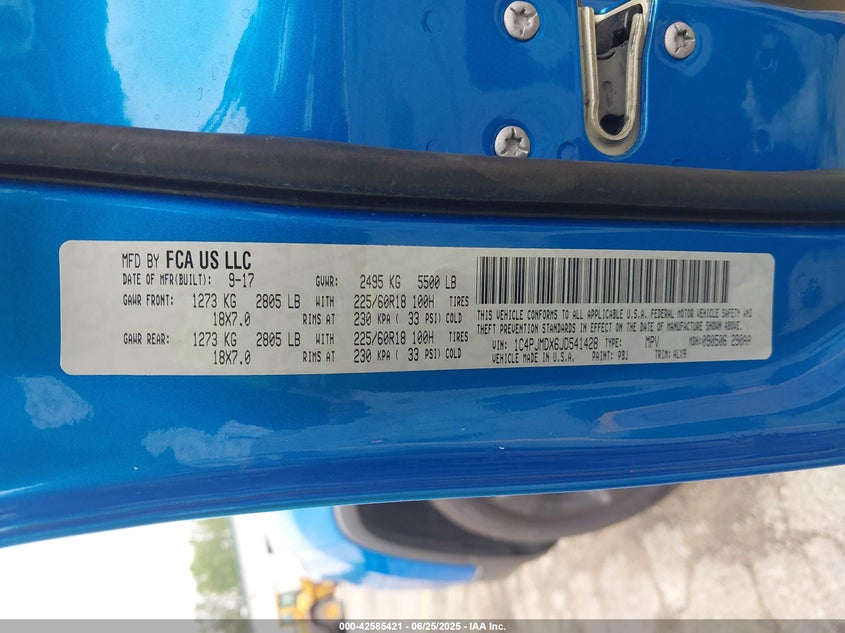 MFD BY FCA US LLC
DATE OF MFR(BUILT): 9-17 GVWR: 2495 KG 5500 LB
GAWR FRONT: 1273 KG 2805 LB WITH 225/60R18 100H TIRES
18X7.0 RIMS AT 230 KPA ( 33 PSI) COLD
GAWR REAR: 1273 KG 2805 LB WITH 225/60R18 100H TIRES
18X7.0 RIMS AT 230 KPA ( 33 PSI) COLD
THIS VEHICLE CONFORMS TO ALL APPLICABLE U.S.A. FEDERAL MOTOR VEHICLE SAFETY AND
THEFT PREVENTION STANDARDS IN EFFECT ON THE DATE OF MANUFACTURE SHOWN ABOVE.
VIN: 1C4PJMDX6JD541428 TYPE: MPV MDH: 090506 290AA
VEHICLE MADE IN U.S.A. PAINT: PBJ TRIM: ALX9
000-42585421 - 06/25/2025 - IAA Inc.